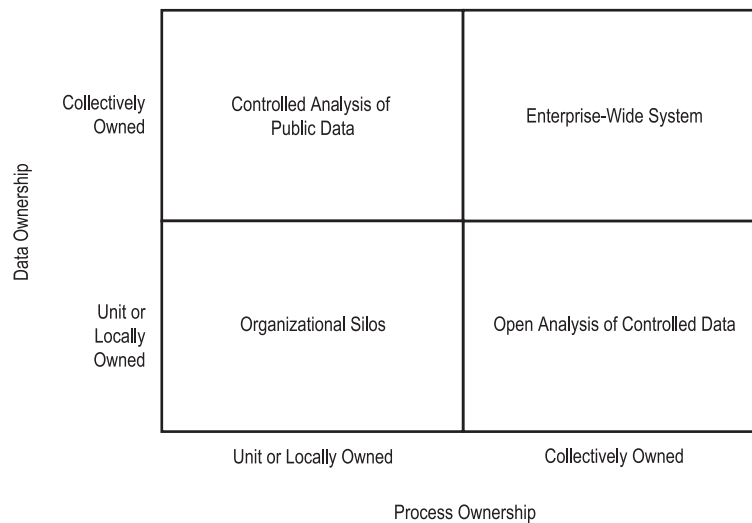 Collectively
Owned
Controlled Analysis of
Public Data
Enterprise-Wide System
Data Ownership
Unit or
Locally
Owned
Organizational Silos
Open Analysis of Controlled Data
Unit or Locally Owned
Collectively Owned
Process Ownership